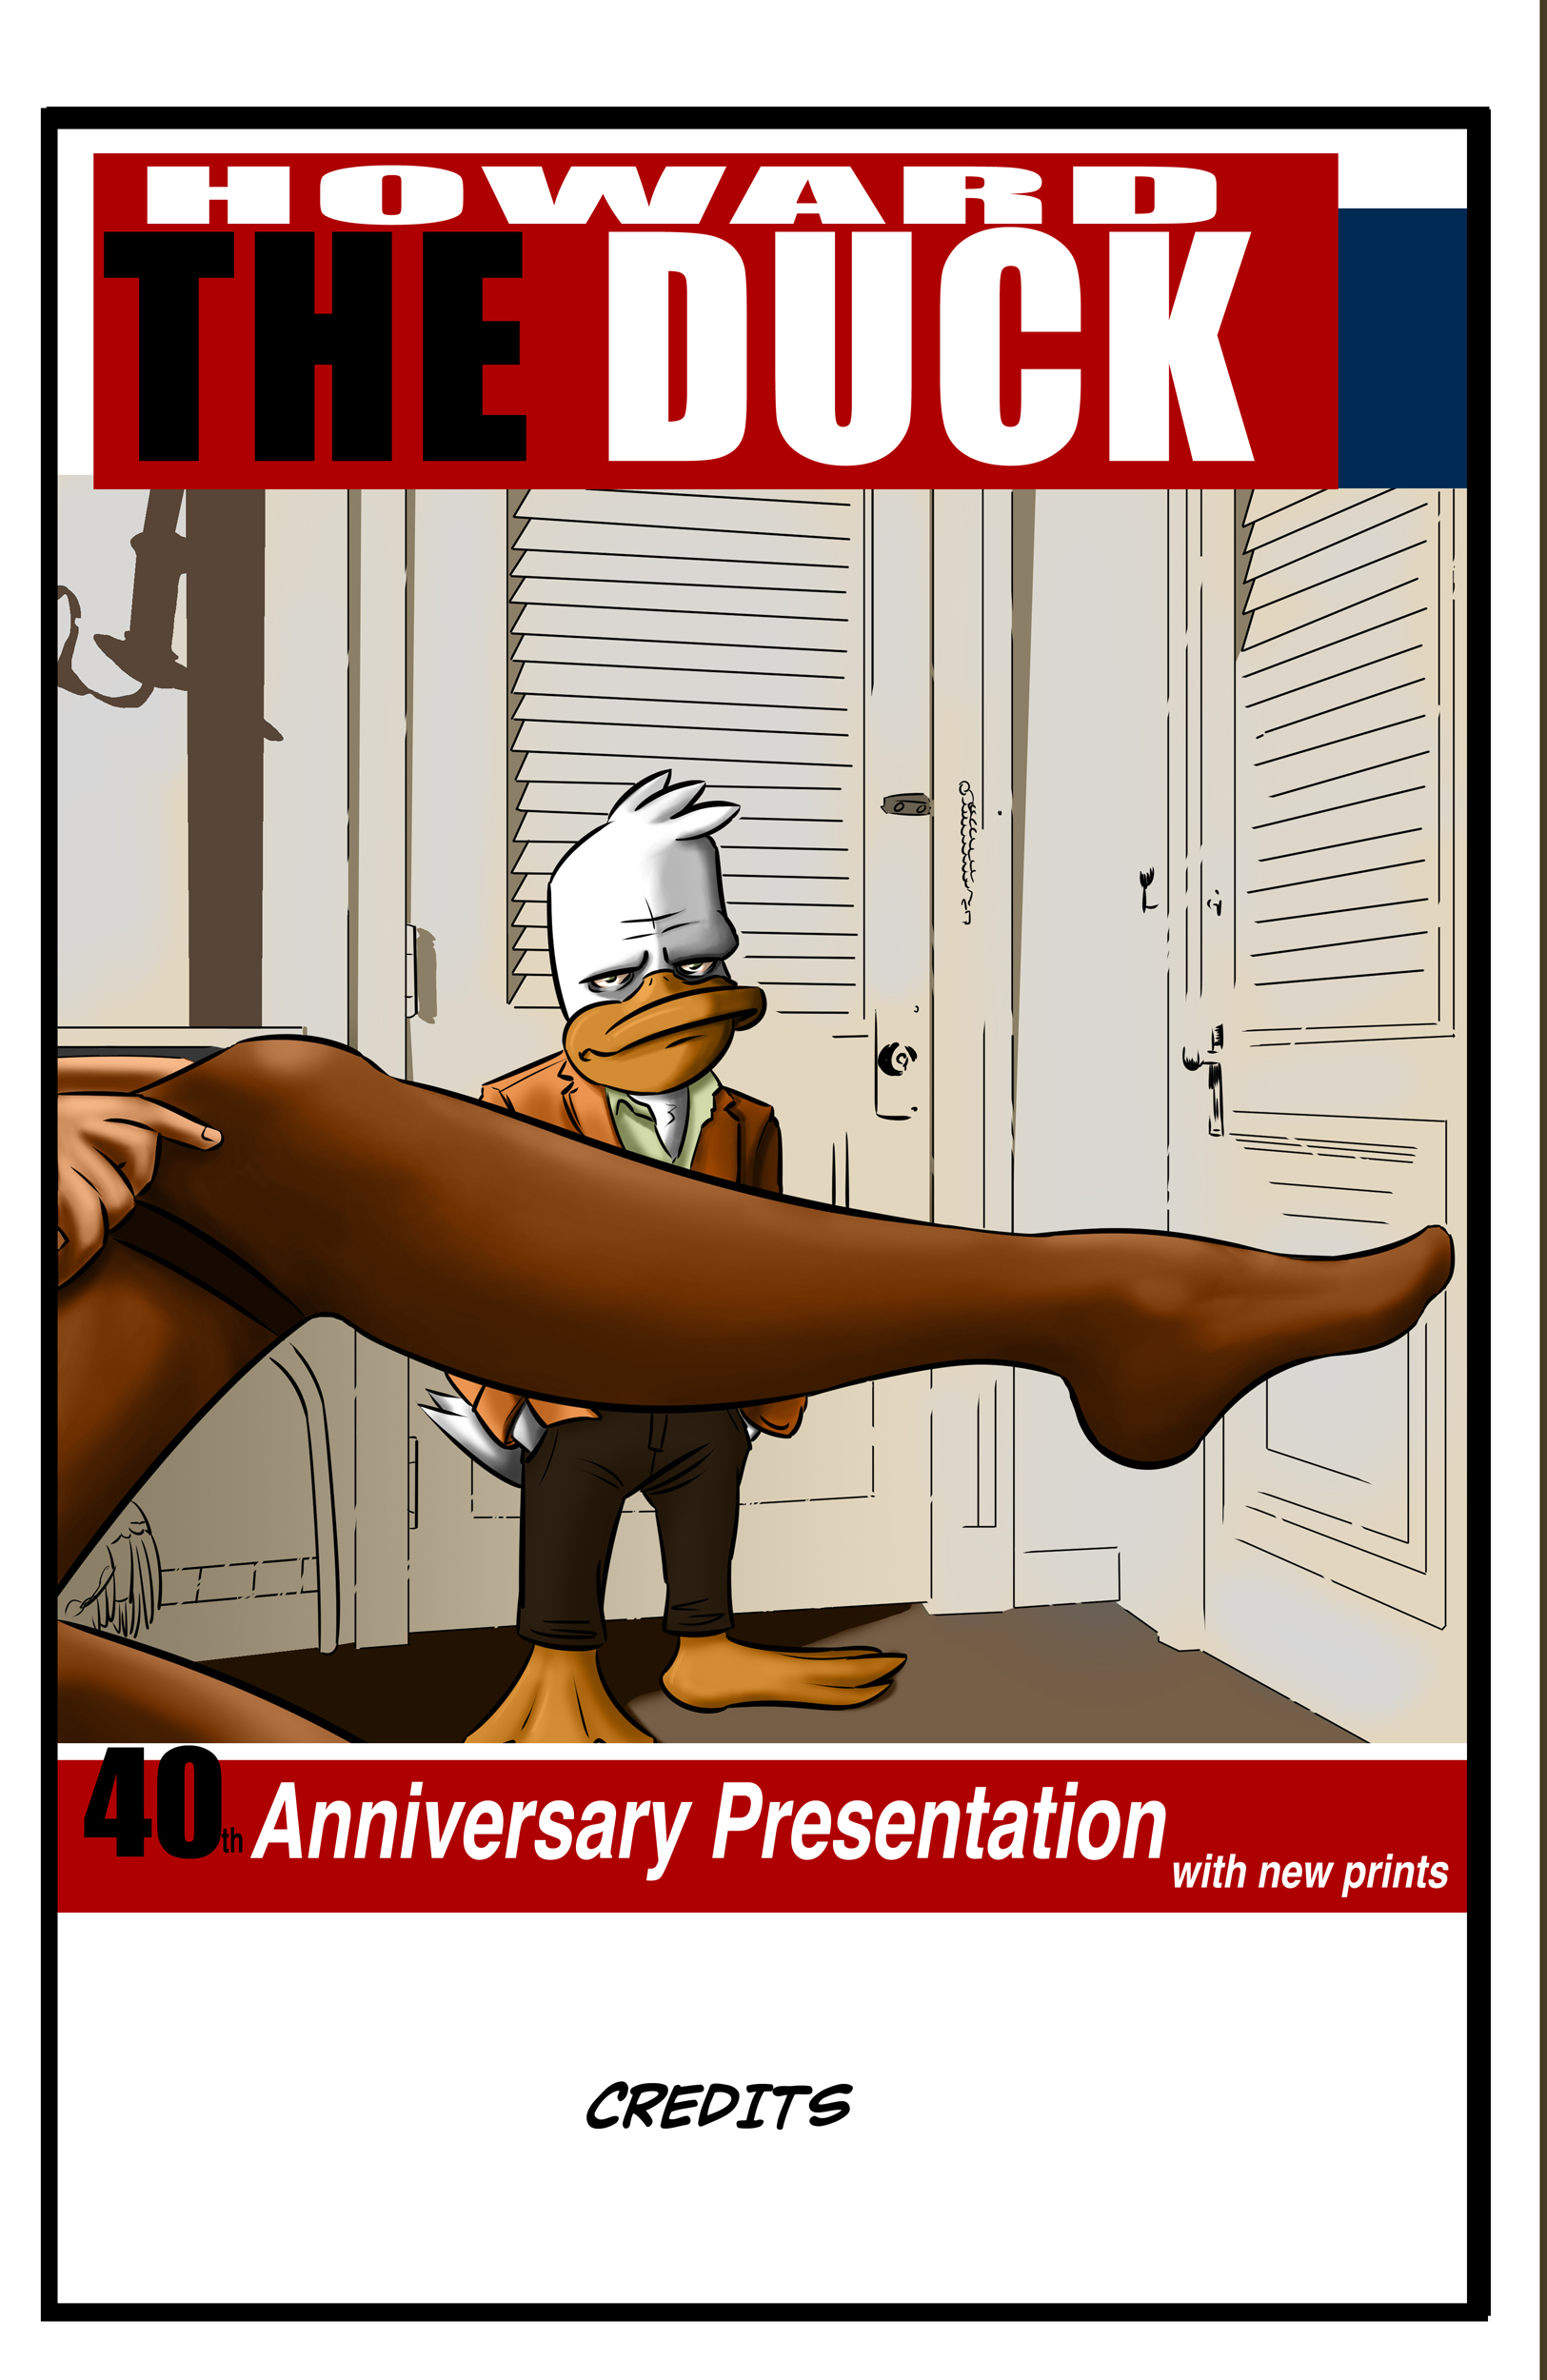 HOWARD
THE DUCK
40th Anniversary Presentation
with new prints
CREDITS